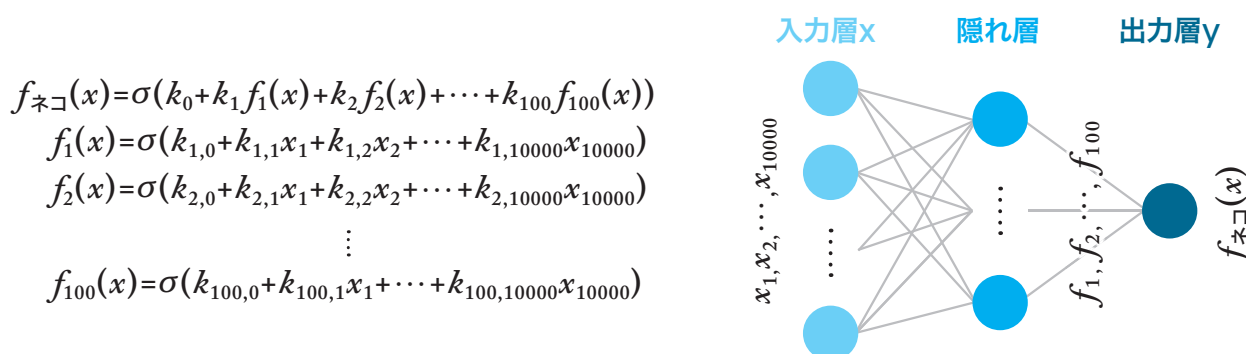 入力層x 隠れ層 出力層y
f_ネコ(x)=σ(k_0+k_1f_1(x)+k_2f_2(x)+⋯+k_100f_100(x))
f_1(x)=σ(k_1,0+k_1,1x_1+k_1,2x_2+⋯+k_1,10000x_10000)
f_2(x)=σ(k_2,0+k_2,1x_1+k_2,2x_2+⋯+k_2,10000x_10000)
⋮
f_100(x)=σ(k_100,0+k_100,1x_1+⋯+k_100,10000x_10000)
x_1,x_2,⋯,x_10000
f_1,f_2,⋯,f_100
f_ネコ(x)